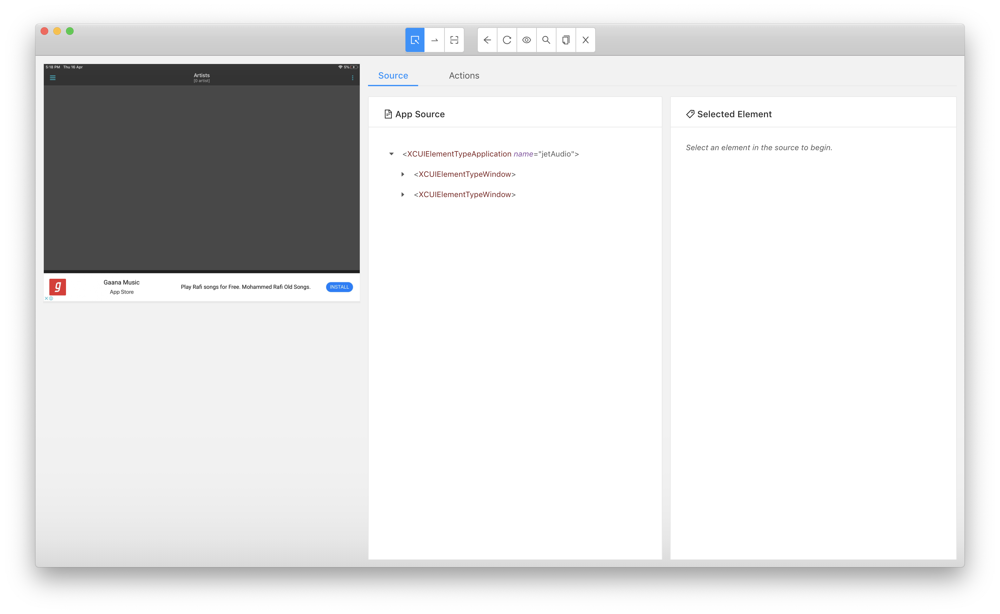 5:18 PM Thu 16 Apr
5%
Artists
[0 artist]
g
Gaana Music
App Store
Play Rafi songs for Free. Mohammed Rafi Old Songs.
INSTALL
Source
Actions
App Source
<XCUIElementTypeApplication name="jetAudio">
<XCUIElementTypeWindow>
<XCUIElementTypeWindow>
Selected Element
Select an element in the source to begin.